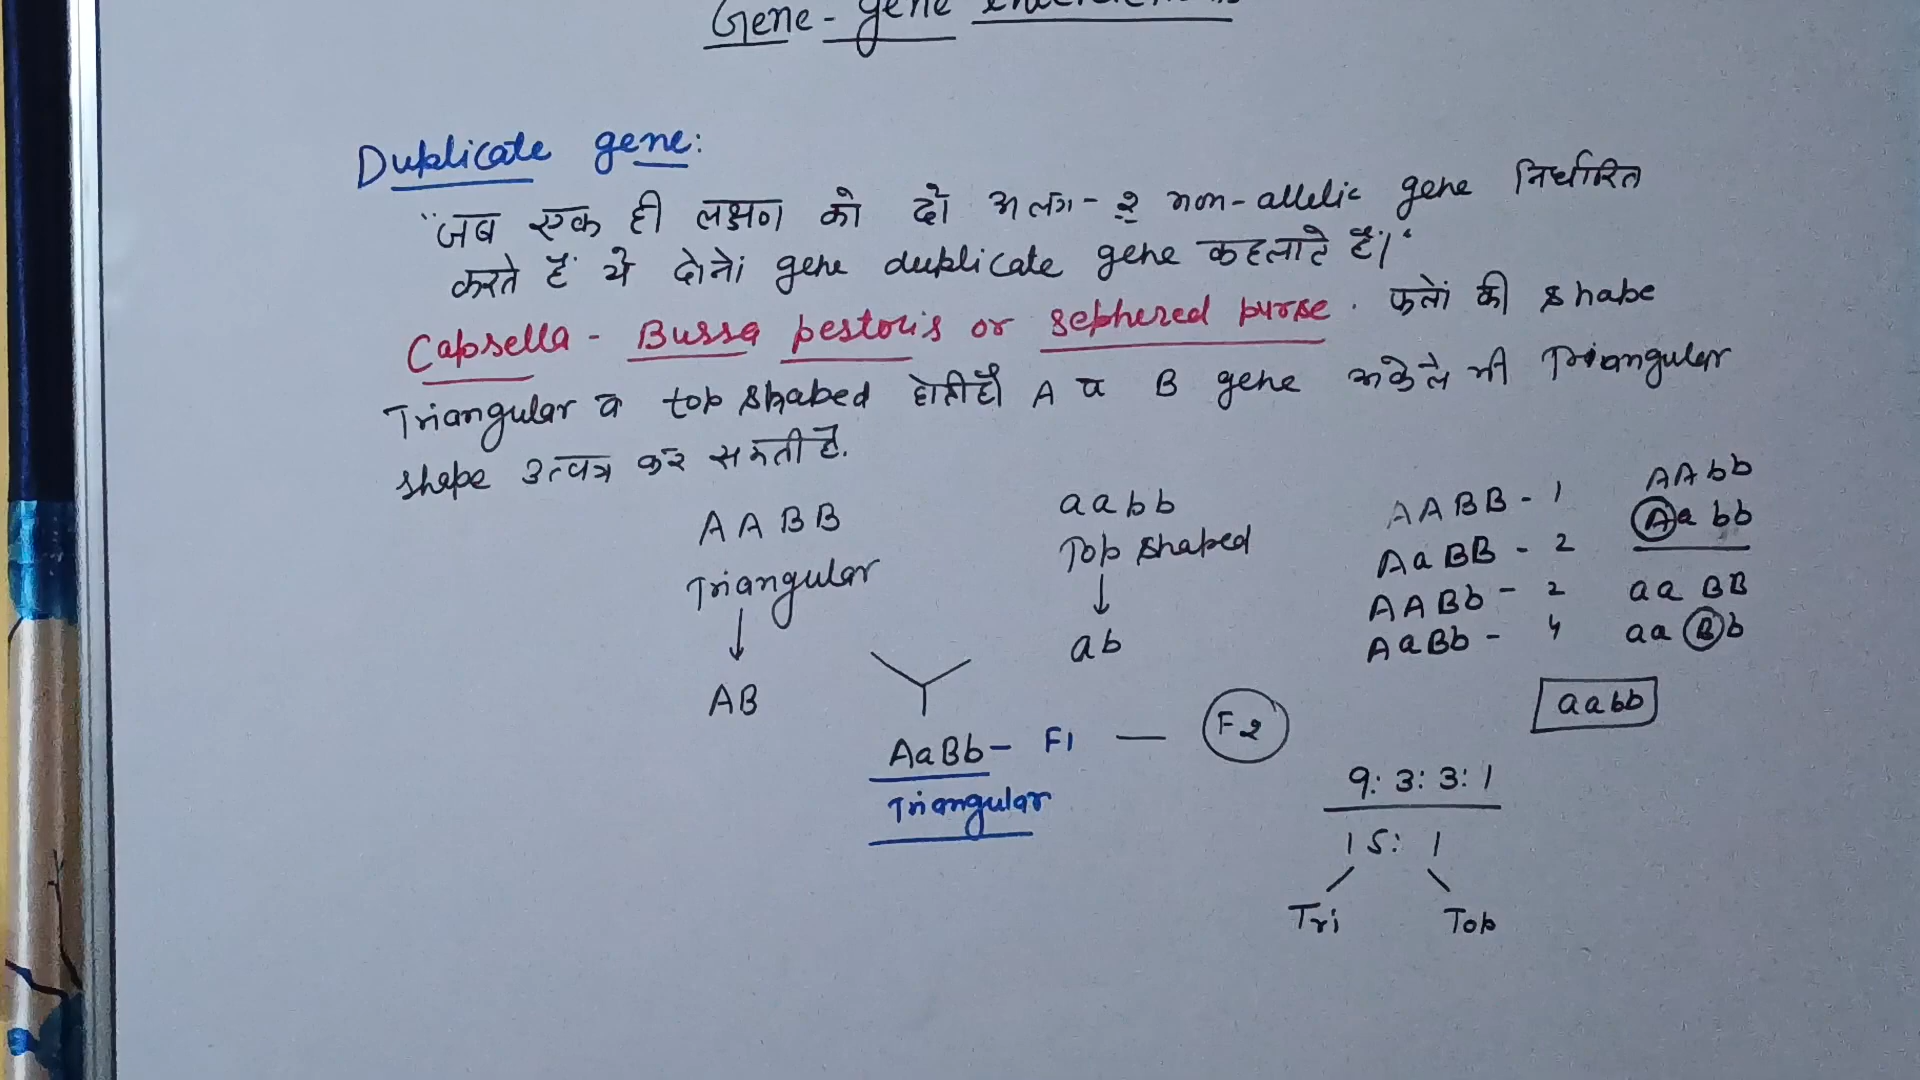 Gene - gene
Duplicate gene:
"जब एक ही लक्षण को दो अलग-२ non-allelic gene निर्धारित
करते हैं ये दोनों gene duplicate gene कहलाते हैं।"
Capsella - Bussa pestoris or sephered purse. फलों की shape
Triangular व top shaped होती है A व B gene अकेले भी Triangular
shape उत्पन्न कर सकती है.
AABB
Triangular
↓
AB
aabb
Top shaped
↓
ab
AaBb - F1 — F2
Triangular
AABB - 1 AAbb
AaBB - 2 Aabb
AABb - 2 aaBB
AaBb - 4 aaBb
aabb
9:3:3:1
15:1
Tri Top